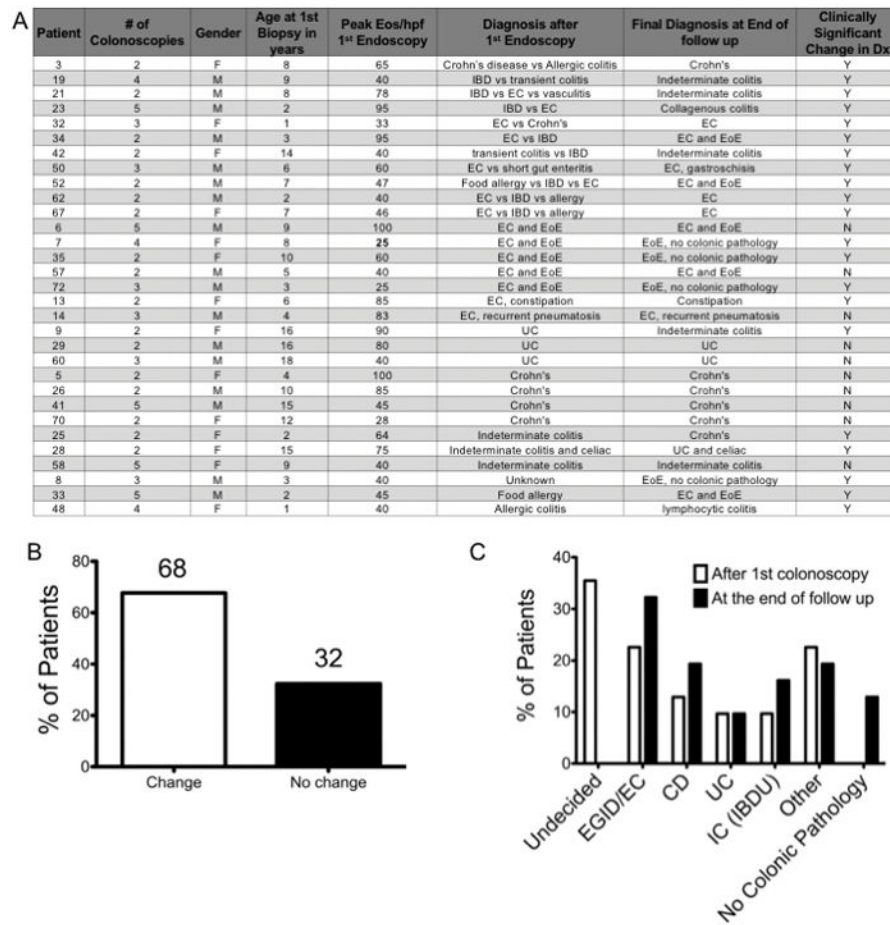 A
Patient # of Colonoscopies Gender Age at 1st Biopsy in years Peak Eos/hpf 1st Endoscopy Diagnosis after 1st Endoscopy Final Diagnosis at End of follow up Clinically Significant Change in Dx
3 2 F 8 65 Crohn's disease vs Allergic colitis Crohn's Y
19 4 M 9 40 IBD vs transient colitis Indeterminate colitis Y
21 2 M 8 78 IBD vs EC vs vasculitis Indeterminate colitis Y
23 5 M 2 95 IBD vs EC Collagenous colitis Y
32 3 F 1 33 EC vs Crohn's EC Y
34 2 M 3 95 EC vs IBD EC and EoE Y
42 2 F 14 40 transient colitis vs IBD Indeterminate colitis Y
50 3 M 6 60 EC vs short gut enteritis EC, gastroschisis Y
52 2 M 7 47 Food allergy vs IBD vs EC EC and EoE Y
62 2 M 2 40 EC vs IBD vs allergy EC Y
67 2 F 7 46 EC vs IBD vs allergy EC Y
6 5 M 9 100 EC and EoE EC and EoE N
7 4 F 8 25 EC and EoE EoE, no colonic pathology Y
35 2 F 10 60 EC and EoE EoE, no colonic pathology Y
57 2 M 5 40 EC and EoE EC and EoE N
72 3 M 3 25 EC and EoE EoE, no colonic pathology Y
13 2 F 6 85 EC, constipation Constipation Y
14 3 M 4 83 EC, recurrent pneumatosis EC, recurrent pneumatosis N
9 2 F 16 90 UC Indeterminate colitis Y
29 2 M 16 80 UC UC N
60 3 M 18 40 UC UC N
5 2 F 4 100 Crohn's Crohn's N
26 2 M 10 85 Crohn's Crohn's N
41 5 M 15 45 Crohn's Crohn's N
70 2 F 12 28 Crohn's Crohn's N
25 2 F 2 64 Indeterminate colitis Crohn's Y
28 2 F 15 75 Indeterminate colitis and celiac UC and celiac Y
58 5 F 9 40 Indeterminate colitis Indeterminate colitis N
8 3 M 3 40 Unknown EoE, no colonic pathology Y
33 5 M 2 45 Food allergy EC and EoE Y
48 4 F 1 40 Allergic colitis lymphocytic colitis Y
B
% of Patients
80
60
40
20
0
68
32
Change No change
C
% of Patients
40
30
20
10
0
After 1st colonoscopy
At the end of follow up
Undecided
EGID/EC
CD
UC
IC (IBDU)
Other
No Colonic Pathology